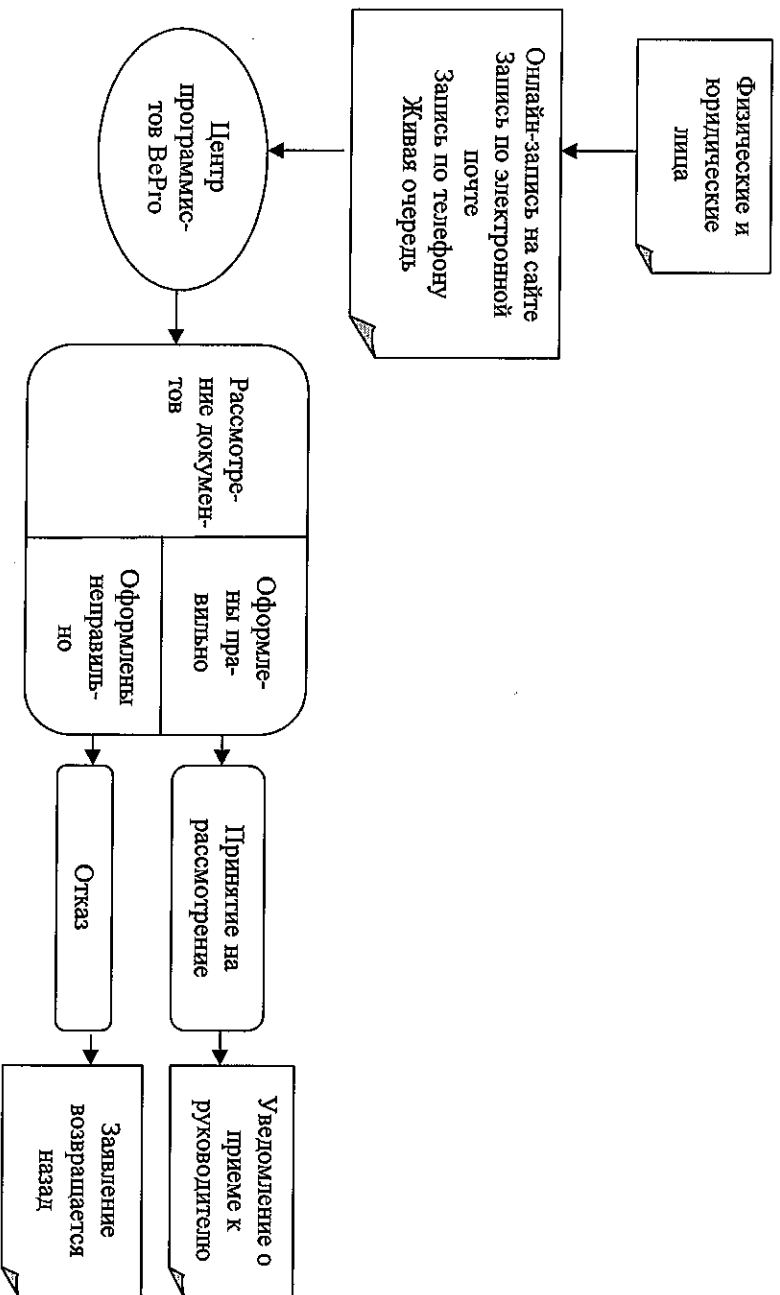 Физические и
юридические
лица
Онлайн-запись на сайте
Запись по электронной
почте
Запись по телефону
Живая очередь
Центр
программис-
тов BePro
Рассмотре-
ние докумен-
тов
Оформле-
ны пра-
вильно
Оформлены
неправиль-
но
Принятие на
рассмотрение
Отказ
Уведомление о
приеме к
руководителю
Заявление
возвращается
назад